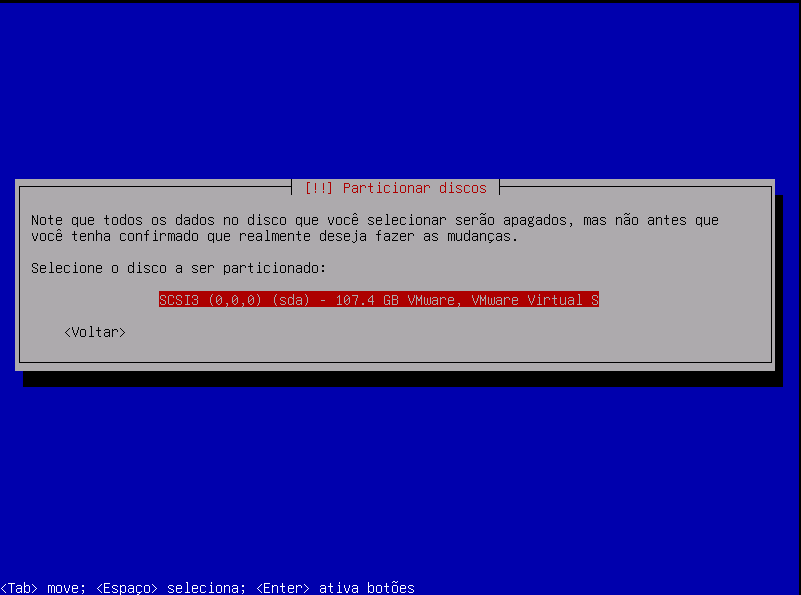 [!!] Particionar discos
Note que todos os dados no disco que você selecionar serão apagados, mas não antes que
você tenha confirmado que realmente deseja fazer as mudanças.
Selecione o disco a ser particionado:
SCSI3 (0,0,0) (sda) - 107.4 GB VMware, VMware Virtual S
<Voltar>
<Tab> move; <Espaço> seleciona; <Enter> ativa botões